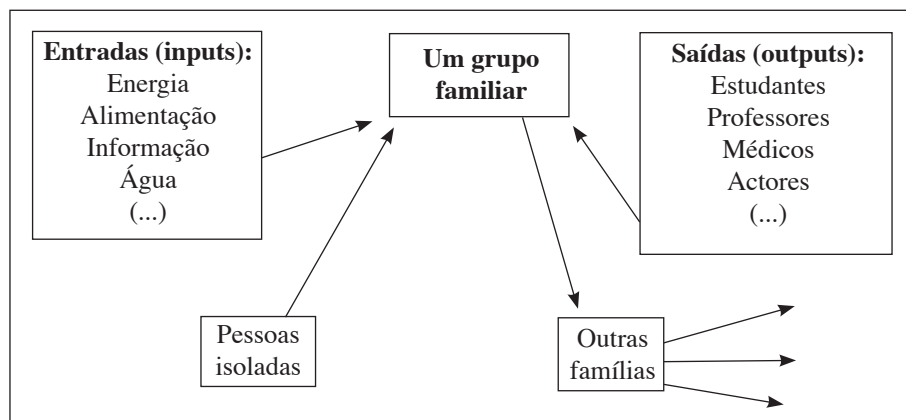 Entradas (inputs):
Energia
Alimentação
Informação
Água
(...)
Um grupo
familiar
Saídas (outputs):
Estudantes
Professores
Médicos
Actores
(...)
Pessoas
isoladas
Outras
famílias